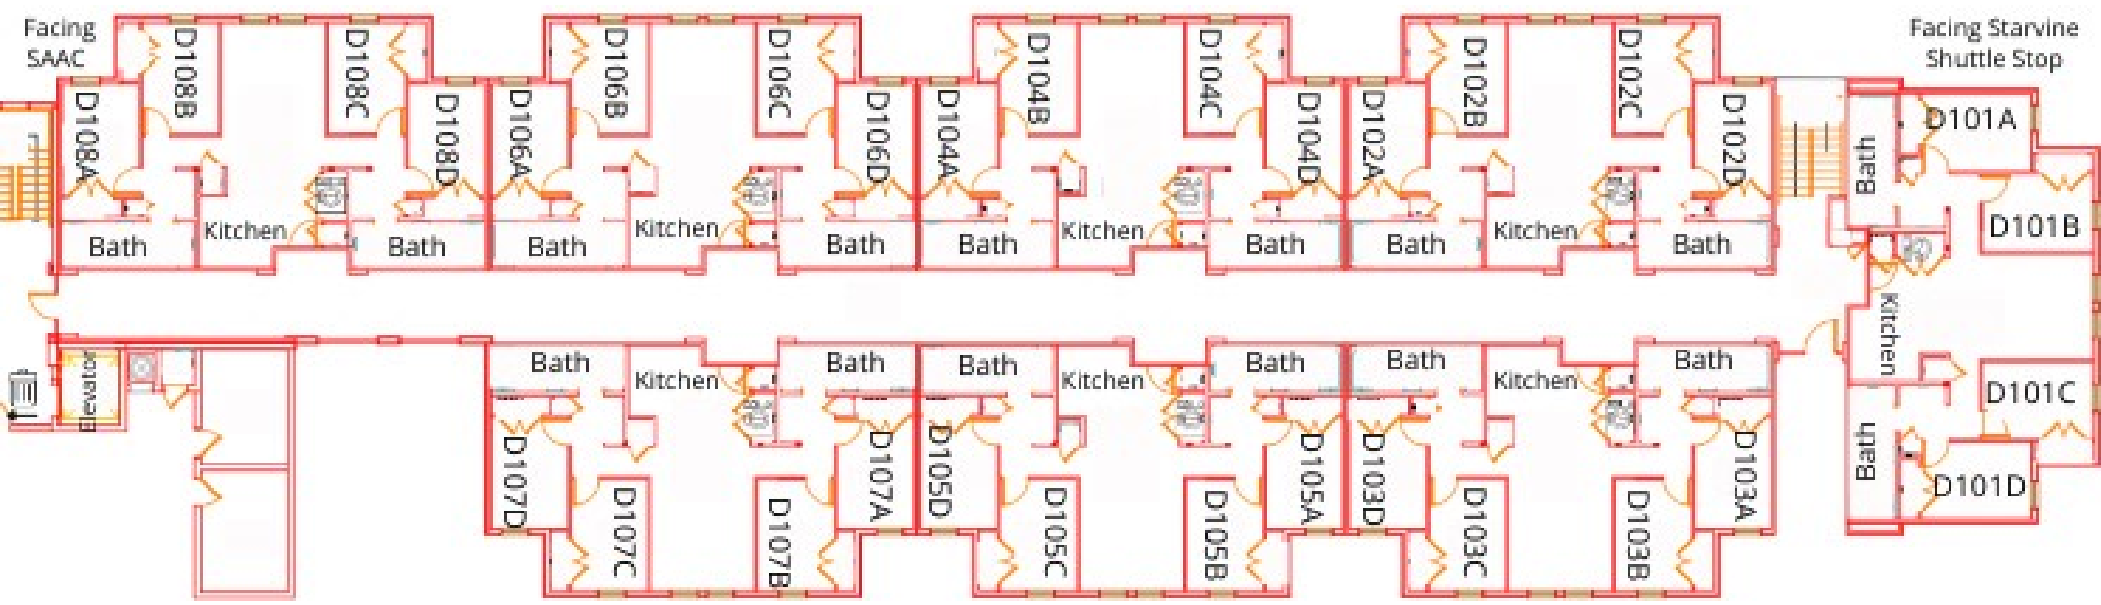 Facing
SAAC
Facing Starvine
Shuttle Stop
D108A
D108B
D108C
D108D
D106A
D106B
D106C
D106D
D104A
D104B
D104C
D104D
D102A
D102B
D102C
D102D
D101A
D101B
Bath
Bath
Kitchen
Bath
Bath
Kitchen
Bath
Bath
Kitchen
Bath
Bath
Kitchen
Bath
Kitchen
Elevator
Bath
Kitchen
Bath
Bath
Kitchen
Bath
Bath
Kitchen
Bath
D101C
Bath
D101D
D107D
D107C
D107B
D107A
D105D
D105C
D105B
D105A
D103D
D103C
D103B
D103A